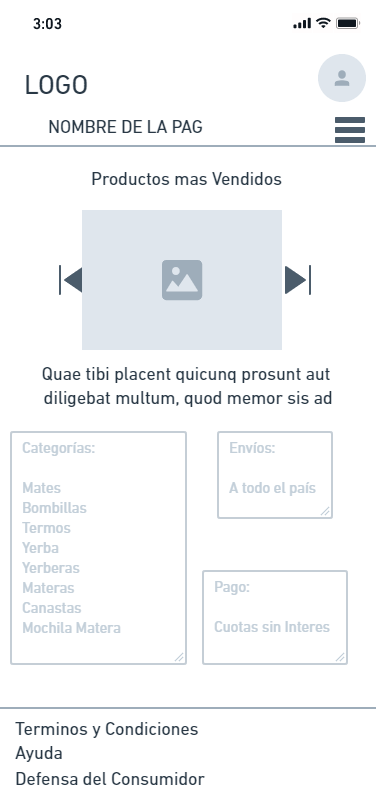 3:03
LOGO
NOMBRE DE LA PAG
Productos mas Vendidos
Quae tibi placent quicunq prosunt aut
diligebat multum, quod memor sis ad
Categorías:
Mates
Bombillas
Termos
Yerba
Yerberas
Materas
Canastas
Mochila Matera
Envíos:
A todo el país
Pago:
Cuotas sin Interes
Terminos y Condiciones
Ayuda
Defensa del Consumidor